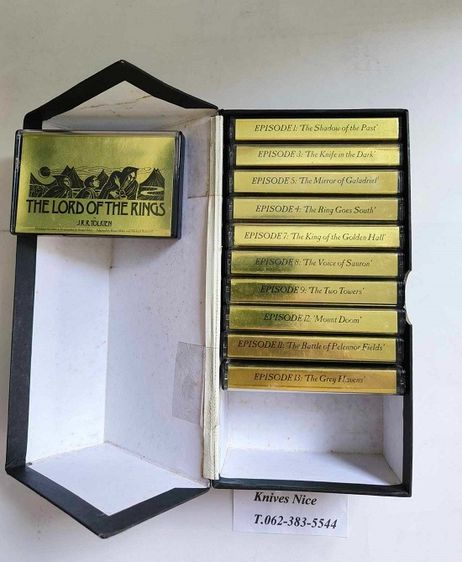 THE LORD OF THE RINGS
J.R.R. TOLKIEN
EPISODE 1: 'The Shadow of the Past'
EPISODE 3: 'The Knife in the Dark'
EPISODE 5: 'The Mirror of Galadriel'
EPISODE 4: 'The Ring Goes South'
EPISODE 7: 'The King of the Golden Hall'
EPISODE 8: 'The Voice of Saruman'
EPISODE 9: 'The Two Towers'
EPISODE 12: 'Mount Doom'
EPISODE 11: 'The Battle of Pelennor Fields'
EPISODE 13: 'The Grey Havens'
Knives Nice
T.062-383-5544